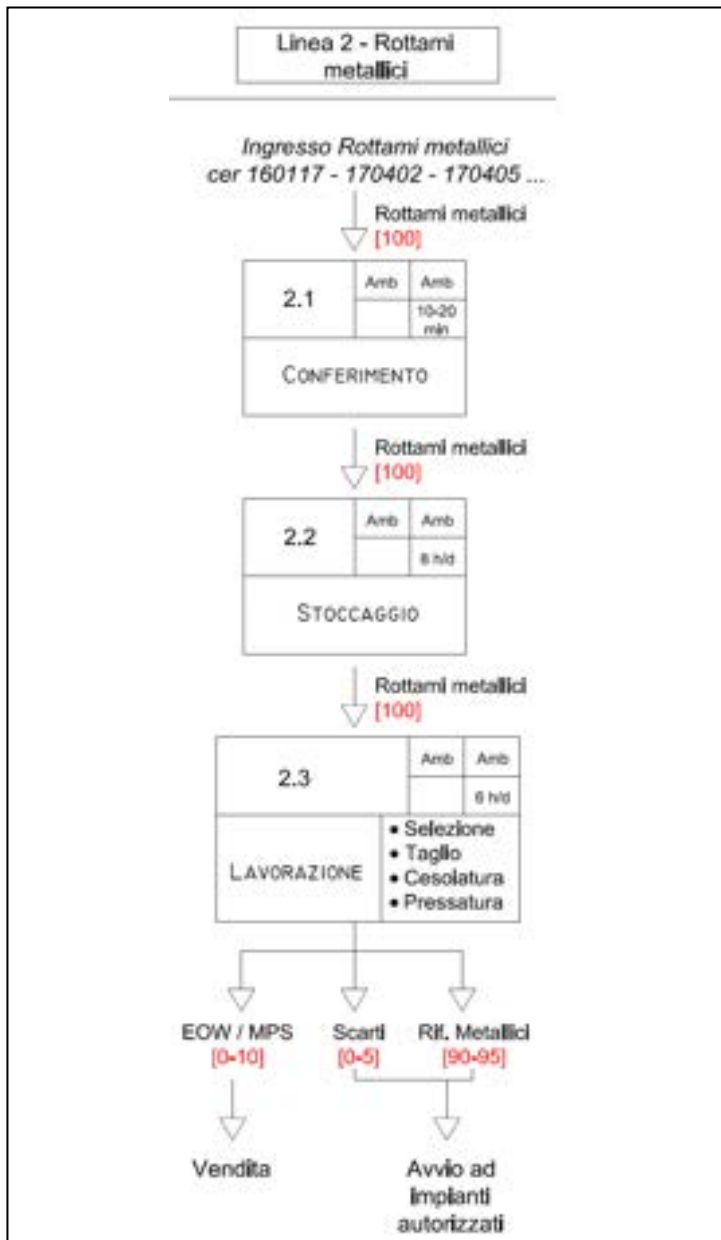 Linea 2 - Rottami
metallici
Ingresso Rottami metallici
cer 160117 - 170402 - 170405 ...
Rottami metallici
[100]
2.1
Amb
Amb
10-20
min
CONFERIMENTO
Rottami metallici
[100]
2.2
Amb
Amb
8 h/d
STOCCAGGIO
Rottami metallici
[100]
2.3
Amb
Amb
6 h/d
LAVORAZIONE
• Selezione
• Taglio
• Cesolatura
• Pressatura
EOW / MPS
[0-10]
Scarti
[0-5]
Rif. Metallici
[90-95]
Vendita
Avvio ad
impianti
autorizzati